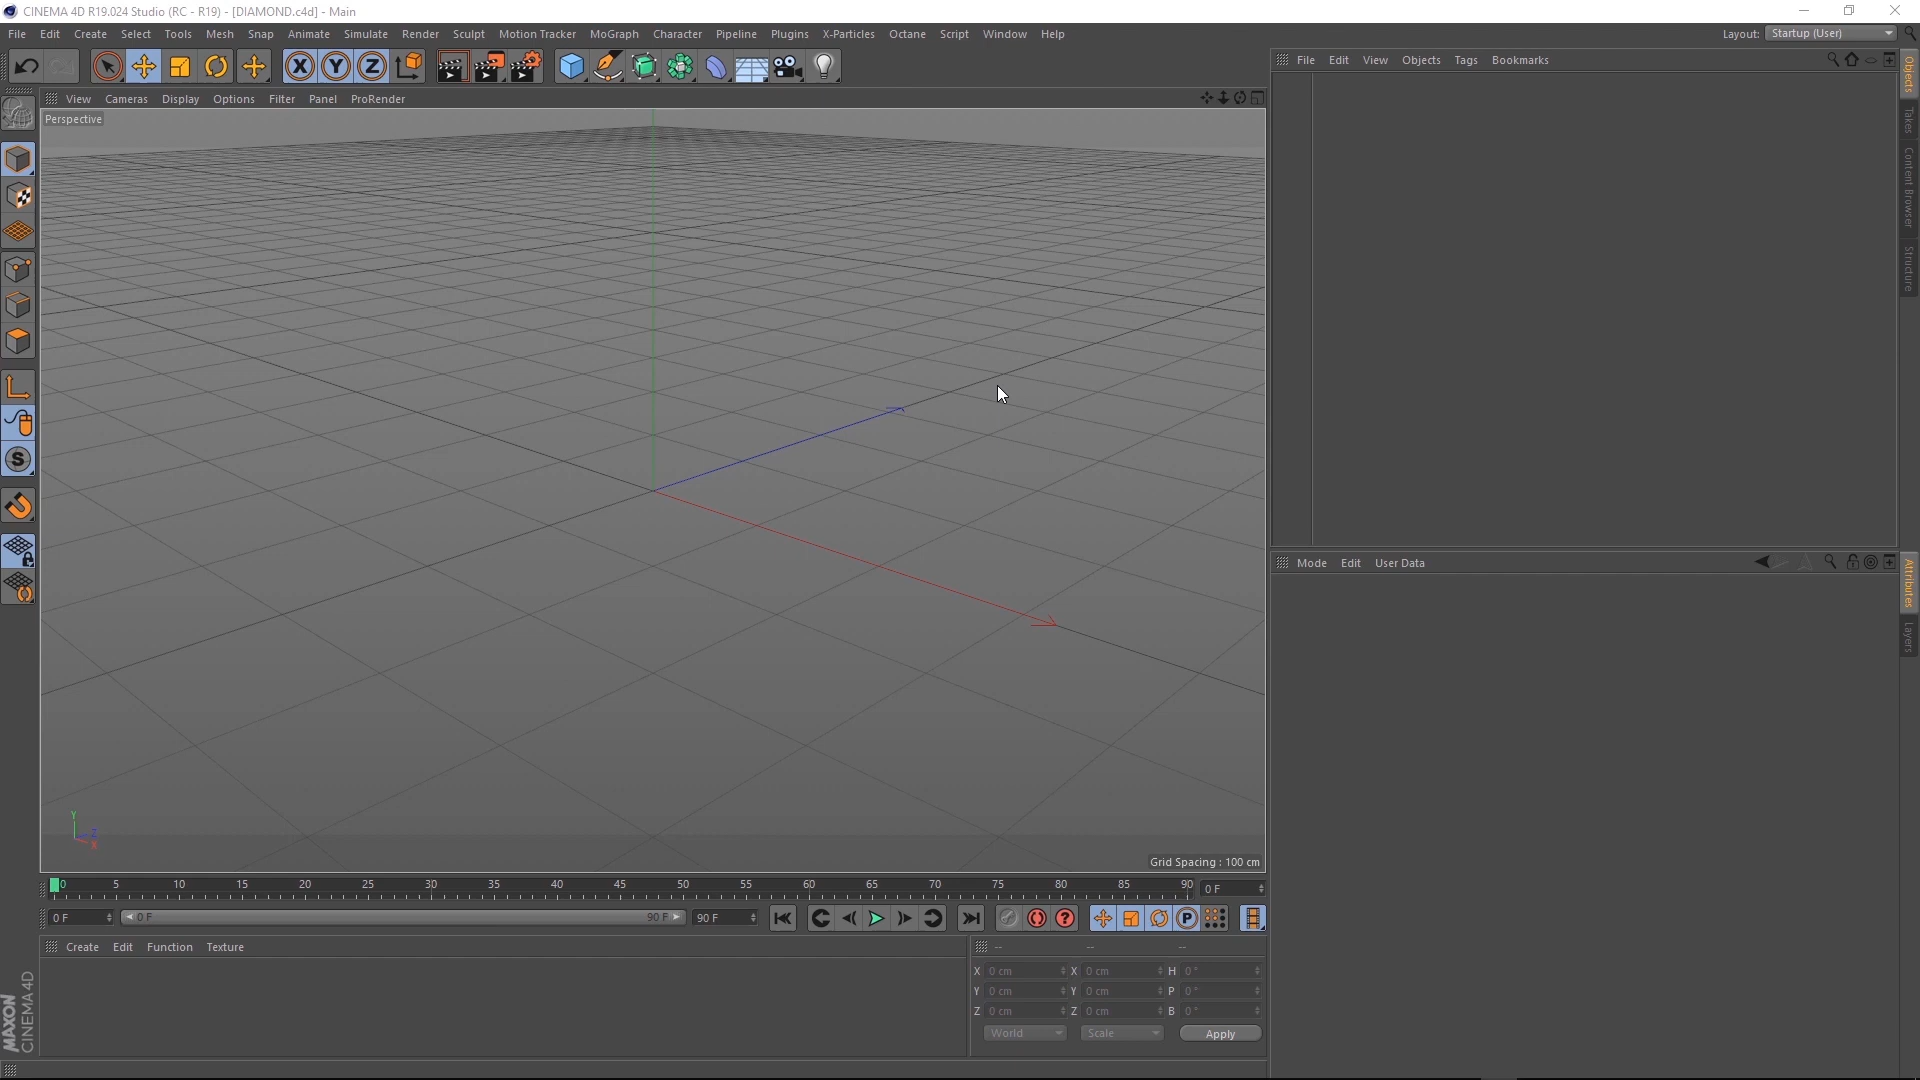 CINEMA 4D R19.024 Studio (RC - R19) - [DIAMOND.c4d] - Main
File Edit Create Select Tools Mesh Snap Animate Simulate Render Sculpt Motion Tracker MoGraph Character Pipeline Plugins X-Particles Octane Script Window Help
Layout: Startup (User)
X Y Z
File Edit View Objects Tags Bookmarks
View Cameras Display Options Filter Panel ProRender
Perspective
Objects
Takes
Content Browser
Structure
S
Mode Edit User Data
Attributes
Layers
Y
Z
X
Grid Spacing : 100 cm
0 5 10 15 20 25 30 35 40 45 50 55 60 65 70 75 80 85 90
0 F
0 F
0 F 90 F
90 F
? P
Create Edit Function Texture
-- -- --
X 0 cm X 0 cm H 0 °
Y 0 cm Y 0 cm P 0 °
Z 0 cm Z 0 cm B 0 °
World Scale Apply
MAXON
CINEMA 4D